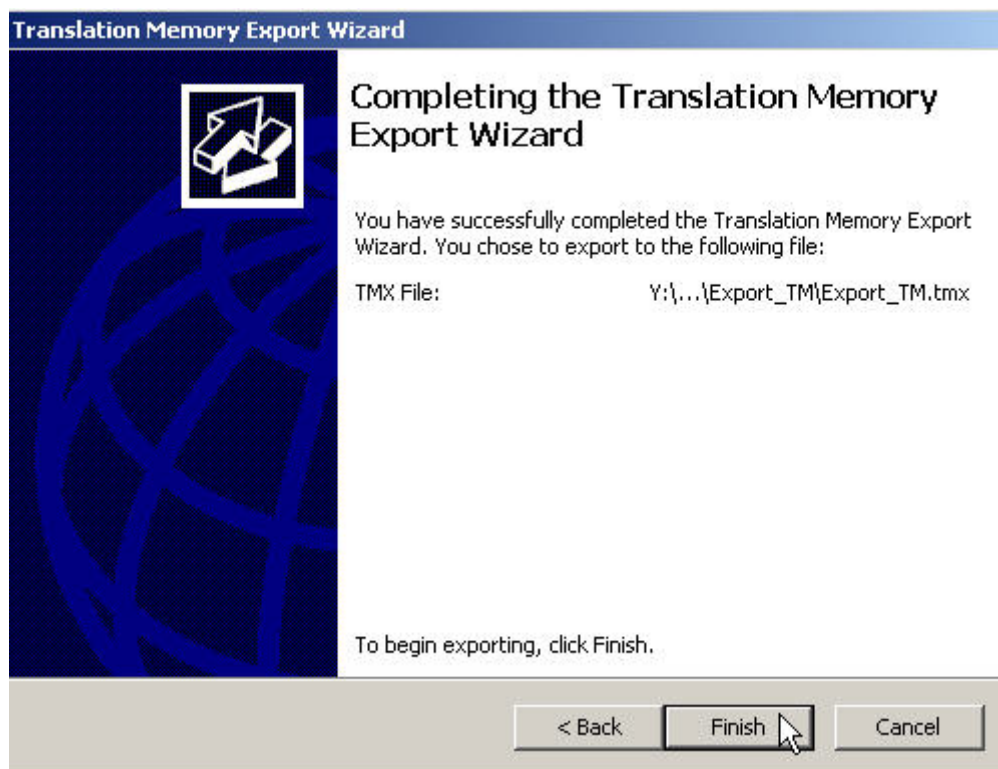 Translation Memory Export Wizard
Completing the Translation Memory
Export Wizard
You have successfully completed the Translation Memory Export
Wizard. You chose to export to the following file:
TMX File: Y:\...\Export_TM\Export_TM.tmx
To begin exporting, click Finish.
< Back Finish Cancel